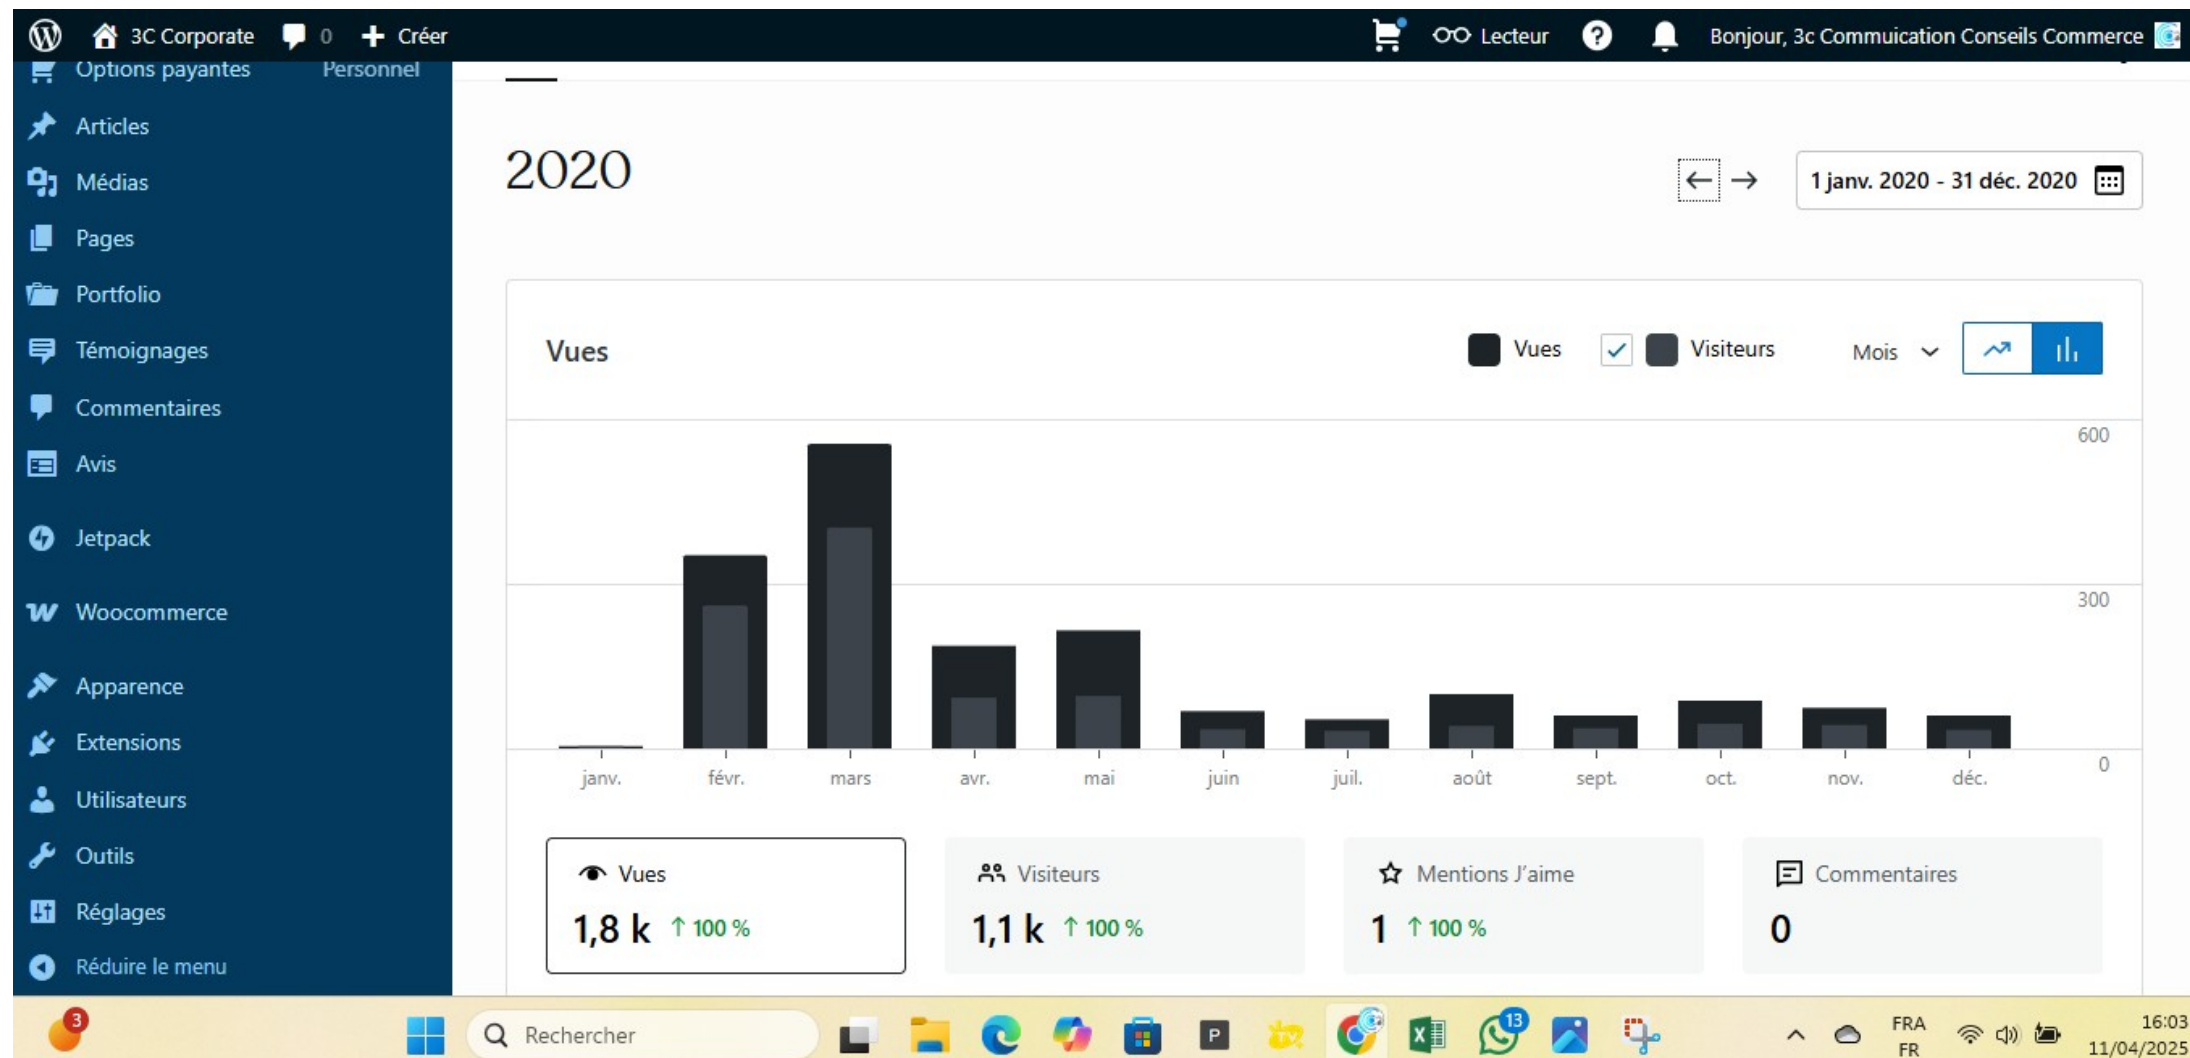 3C Corporate 0 + Créer Lecteur Bonjour, 3c Commuication Conseils Commerce
Options payantes Personnel
Articles
Médias
Pages
Portfolio
Témoignages
Commentaires
Avis
Jetpack
Woocommerce
Apparence
Extensions
Utilisateurs
Outils
Réglages
Réduire le menu
2020
← → 1 janv. 2020 - 31 déc. 2020
Vues
Vues Visiteurs Mois
600
300
0
janv. févr. mars avr. mai juin juil. août sept. oct. nov. déc.
Vues
1,8 k ↑ 100 %
Visiteurs
1,1 k ↑ 100 %
Mentions J'aime
1 ↑ 100 %
Commentaires
0
3
Rechercher
P
tv
13
FRA
FR
16:03
11/04/2025